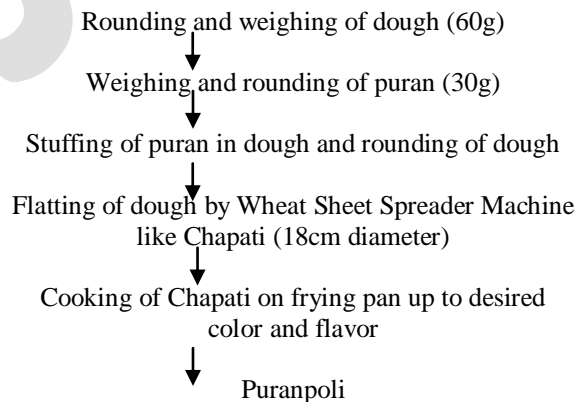 Rounding and weighing of dough (60g)
Weighing and rounding of puran (30g)
Stuffing of puran in dough and rounding of dough
Flatting of dough by Wheat Sheet Spreader Machine
like Chapati (18cm diameter)
Cooking of Chapati on frying pan up to desired
color and flavor
Puranpoli